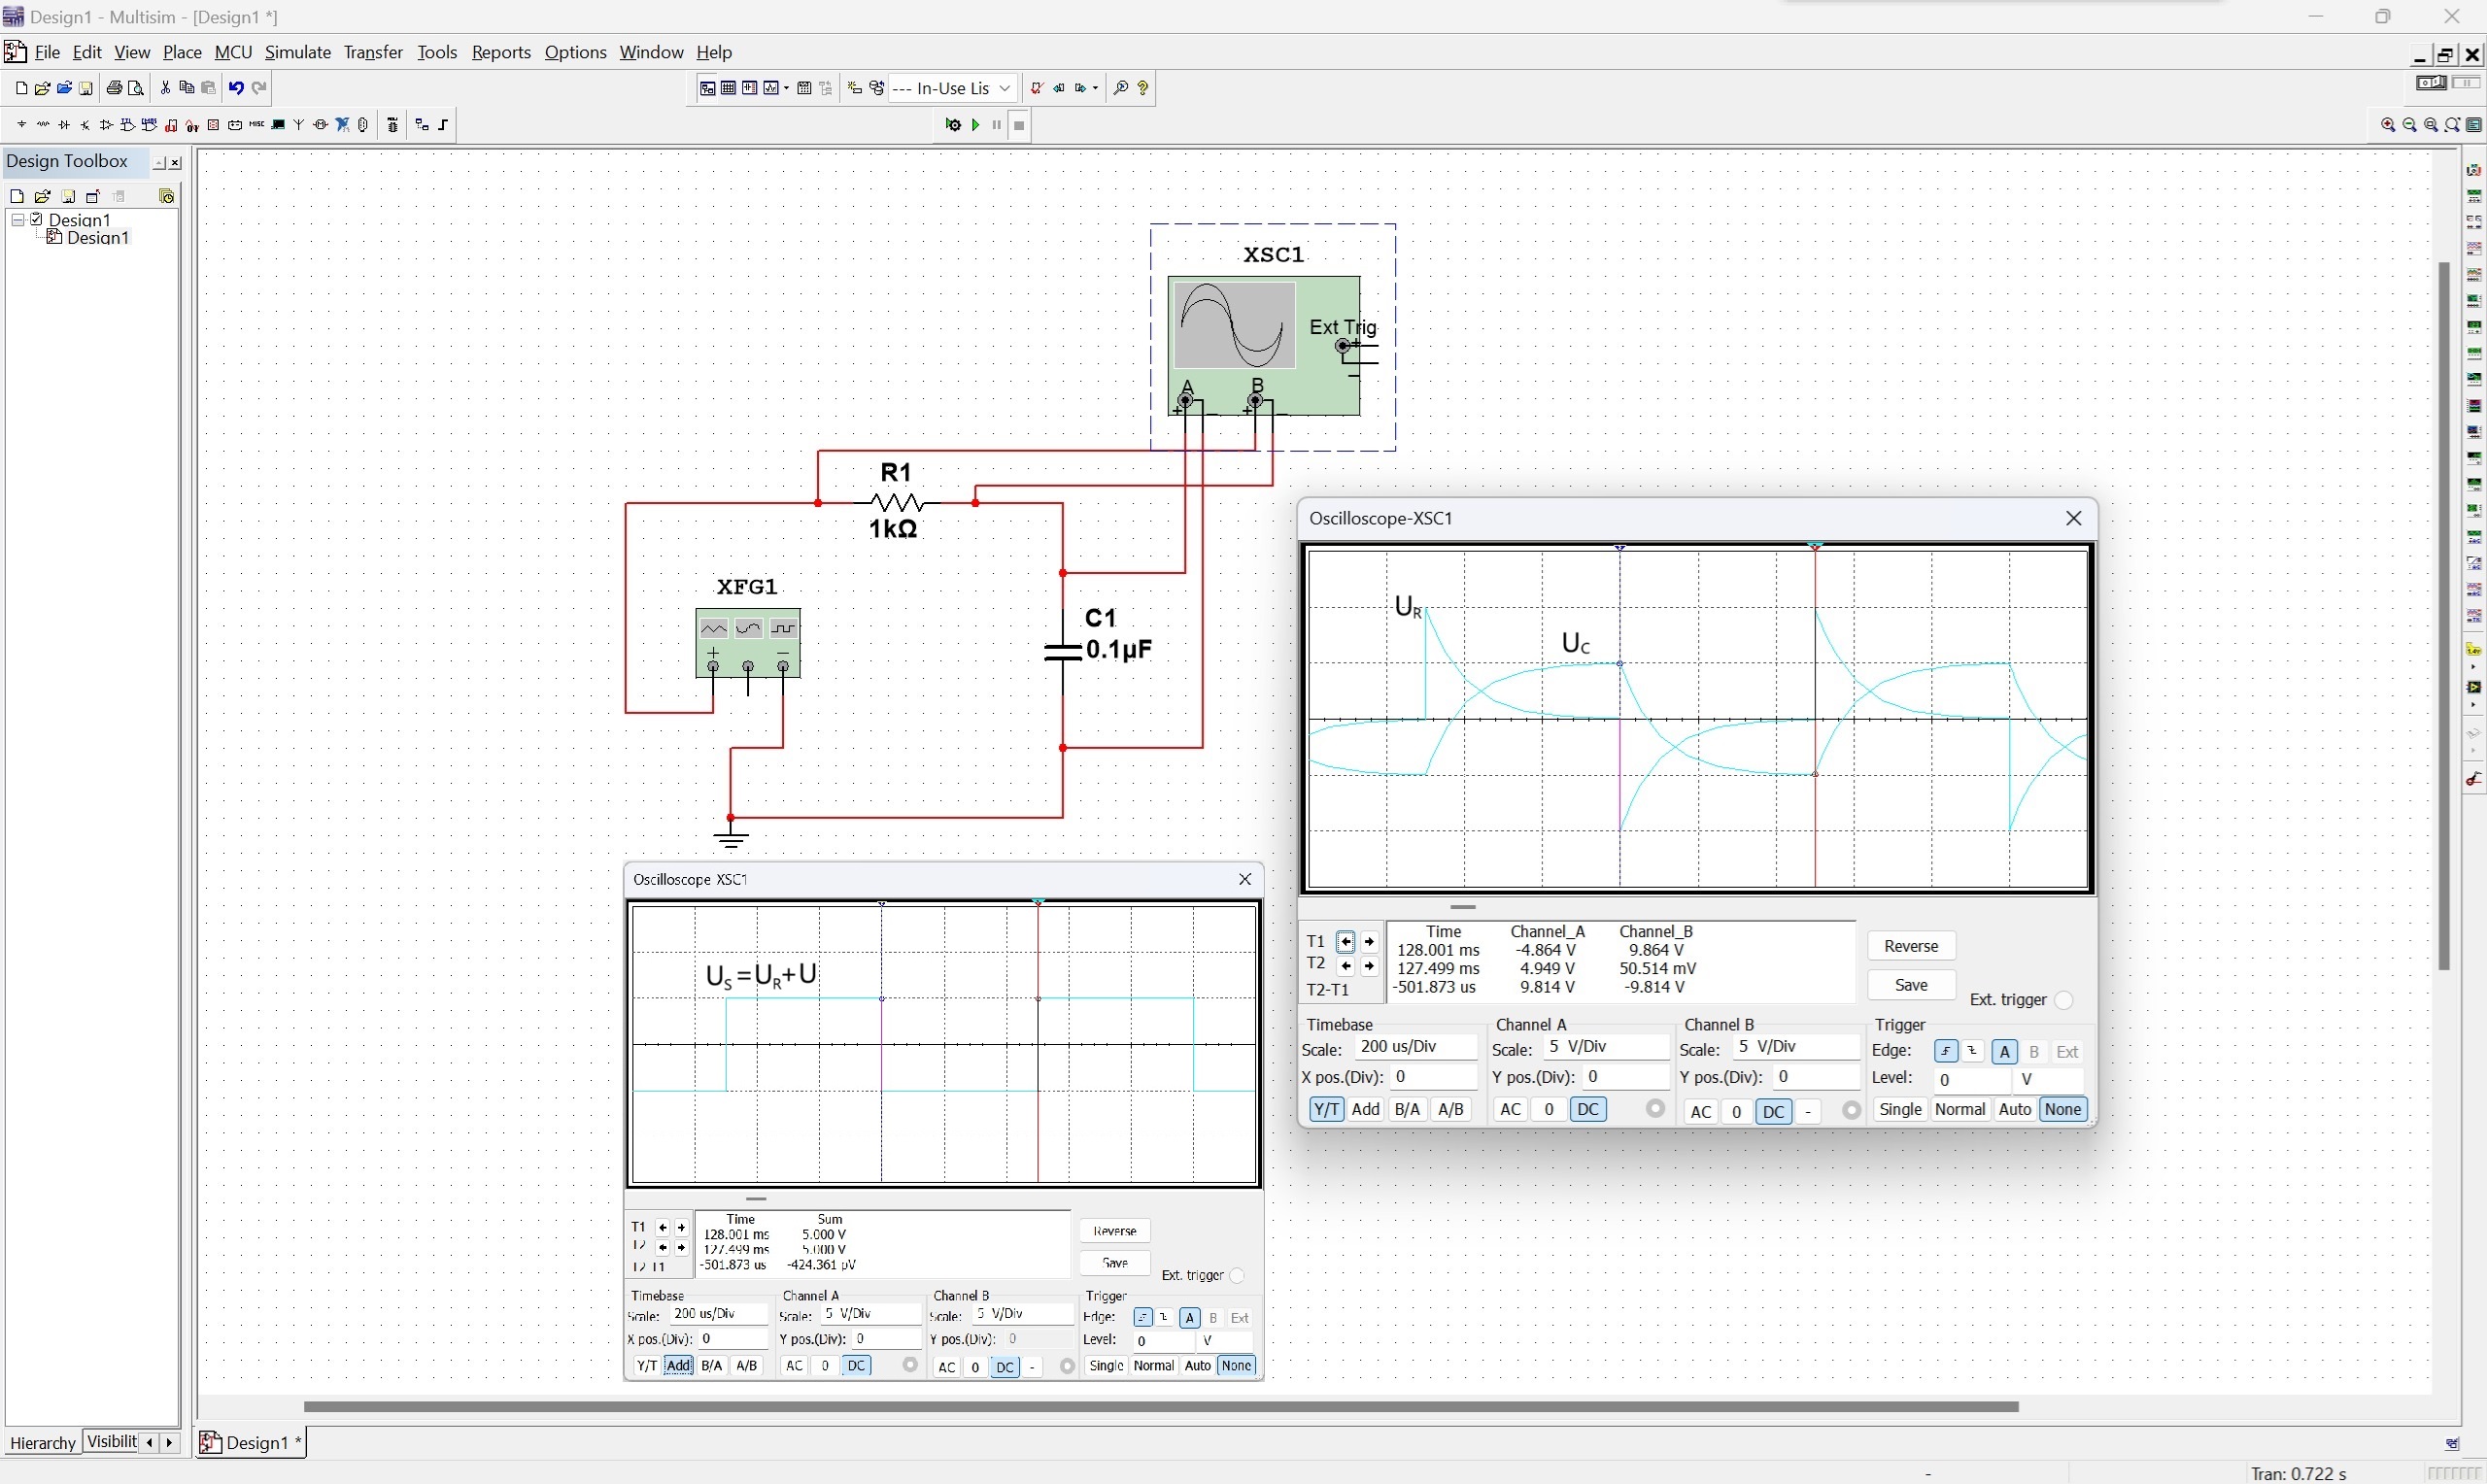 Design1 - Multisim - [Design1 *]
File Edit View Place MCU Simulate Transfer Tools Reports Options Window Help
--- In-Use Lis
Design Toolbox
Design1
Design1
XSC1
Ext Trig
A B
R1
1kΩ
XFG1
C1
0.1µF
Oscilloscope-XSC1
UR
UC
T1
T2
T2-T1
Time Channel_A Channel_B
128.001 ms -4.864 V 9.864 V
127.499 ms 4.949 V 50.514 mV
-501.873 us 9.814 V -9.814 V
Reverse
Save
Ext. trigger
Timebase Channel A Channel B Trigger
Scale: 200 us/Div Scale: 5 V/Div Scale: 5 V/Div Edge: A B Ext
X pos.(Div): 0 Y pos.(Div): 0 Y pos.(Div): 0 Level: 0 V
Y/T Add B/A A/B AC 0 DC AC 0 DC - Single Normal Auto None
Oscilloscope XSC1
US=UR+U
T1
Time Sum
128.001 ms 5.000 V
127.499 ms 5.000 V
-501.873 us -424.361 pV
Reverse
Save
Ext. trigger
Timebase Channel A Channel B Trigger
Scale: 200 us/Div Scale: 5 V/Div Scale: 5 V/Div Edge: A B Ext
X pos.(Div): 0 Y pos.(Div): 0 Y pos.(Div): 0 Level: 0 V
Y/T Add B/A A/B AC 0 DC AC 0 DC - Single Normal Auto None
Hierarchy Visibilit
Design1 *
Tran: 0.722 s